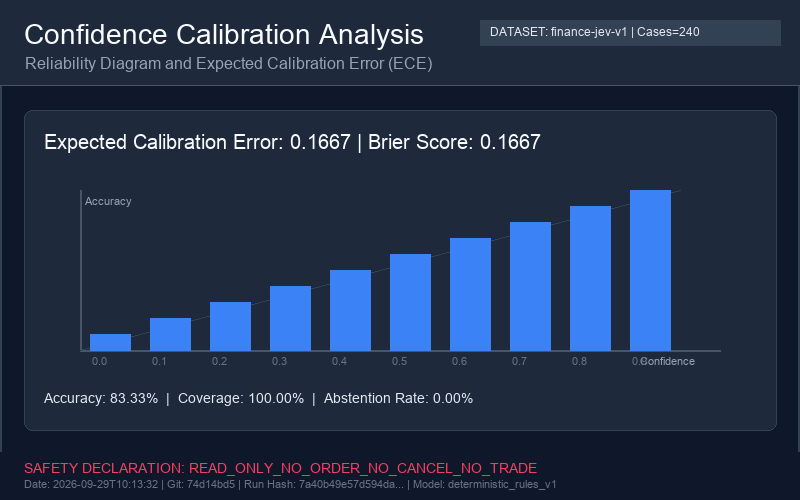 Confidence Calibration Analysis
DATASET: finance-jev-v1 | Cases=240
Reliability Diagram and Expected Calibration Error (ECE)
Expected Calibration Error: 0.1667 | Brier Score: 0.1667
Accuracy
0.0 0.1 0.2 0.3 0.4 0.5 0.6 0.7 0.8 Confidence
Accuracy: 83.33% | Coverage: 100.00% | Abstention Rate: 0.00%
SAFETY DECLARATION: READ_ONLY_NO_ORDER_NO_CANCEL_NO_TRADE
Date: 2026-09-29T10:13:32 | Git: 74d14bd5 | Run Hash: 7a40b49e57d594da... | Model: deterministic_rules_v1